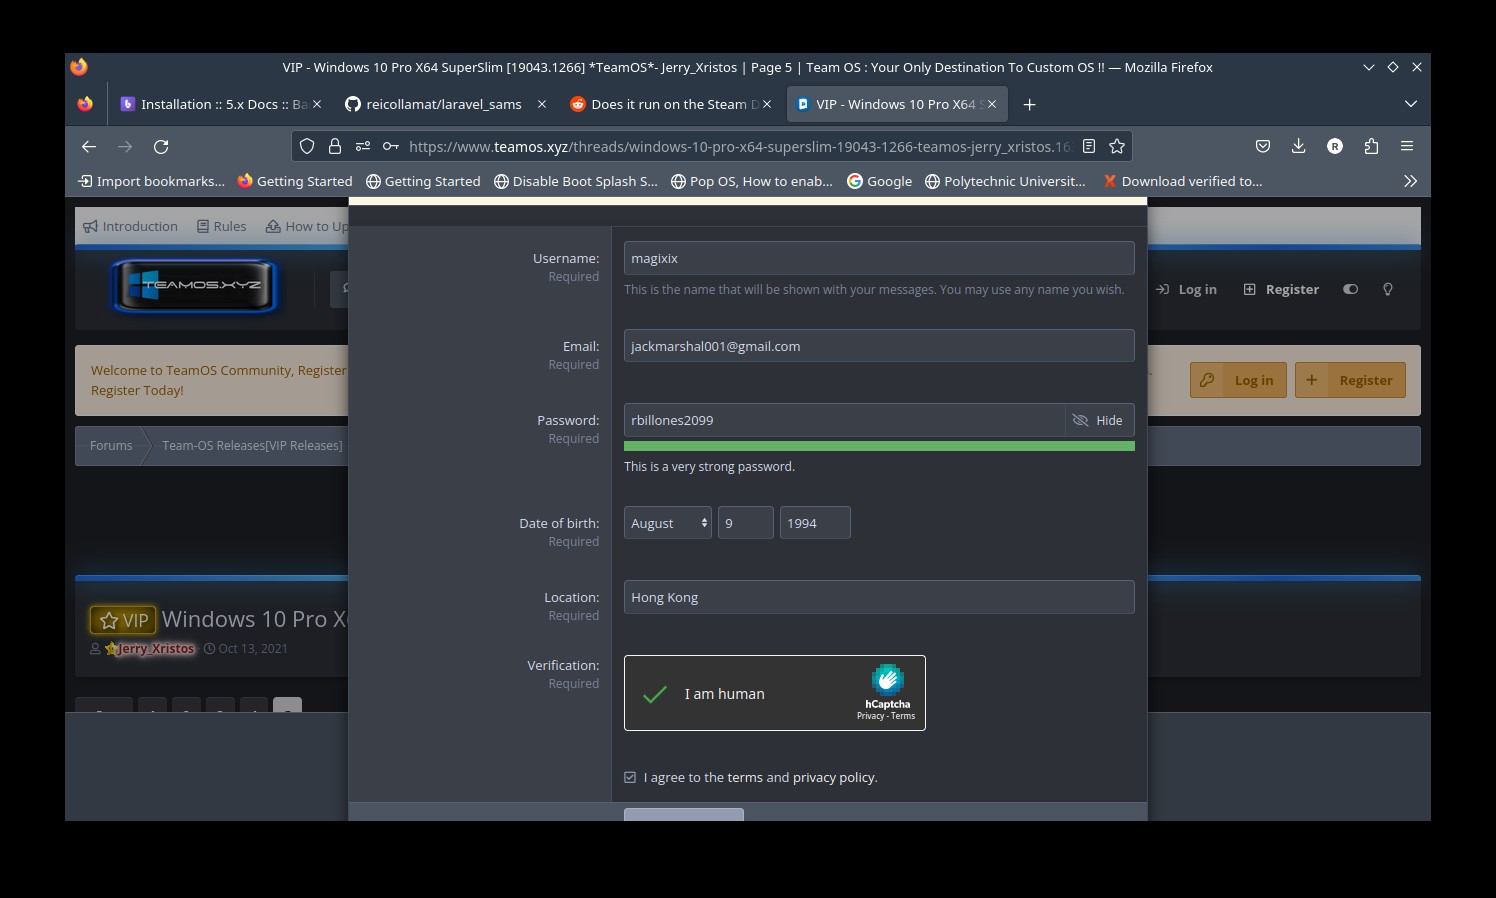 VIP - Windows 10 Pro X64 SuperSlim [19043.1266] *TeamOS*- Jerry_Xristos | Page 5 | Team OS : Your Only Destination To Custom OS !! — Mozilla Firefox
Installation :: 5.x Docs :: Ba
reicollamat/laravel_sams
Does it run on the Steam D
VIP - Windows 10 Pro X64 S
https://www.teamos.xyz/threads/windows-10-pro-x64-superslim-19043-1266-teamos-jerry_xristos.16
R
Import bookmarks...
Getting Started
Getting Started
Disable Boot Splash S...
Pop OS, How to enab...
Google
Polytechnic Universit...
Download verified to...
Introduction
Rules
How to Up
TEAMOS.XYZ
Log in
Register
Welcome to TeamOS Community, Register
Register Today!
Log in
Register
Forums
Team-OS Releases[VIP Releases]
VIP
Windows 10 Pro X
Jerry_Xristos
Oct 13, 2021
Username:
Required
magixix
This is the name that will be shown with your messages. You may use any name you wish.
Email:
Required
jackmarshal001@gmail.com
Password:
Required
rbillones2099
Hide
This is a very strong password.
Date of birth:
Required
August
9
1994
Location:
Required
Hong Kong
Verification:
Required
I am human
hCaptcha
Privacy - Terms
I agree to the terms and privacy policy.